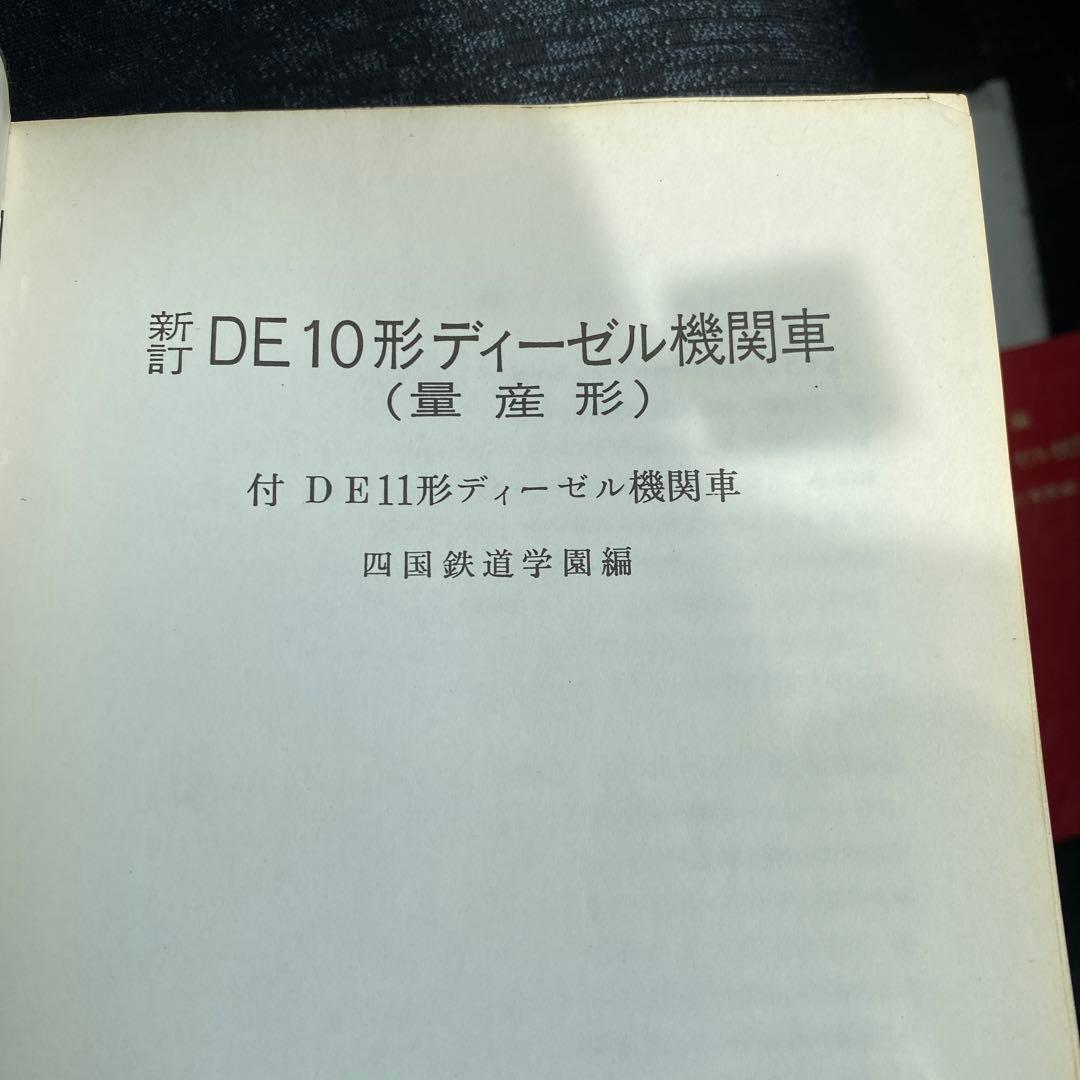 新訂 DE10形ディーゼル機関車
（量産形）
付 DE11形ディーゼル機関車
四国鉄道学園編